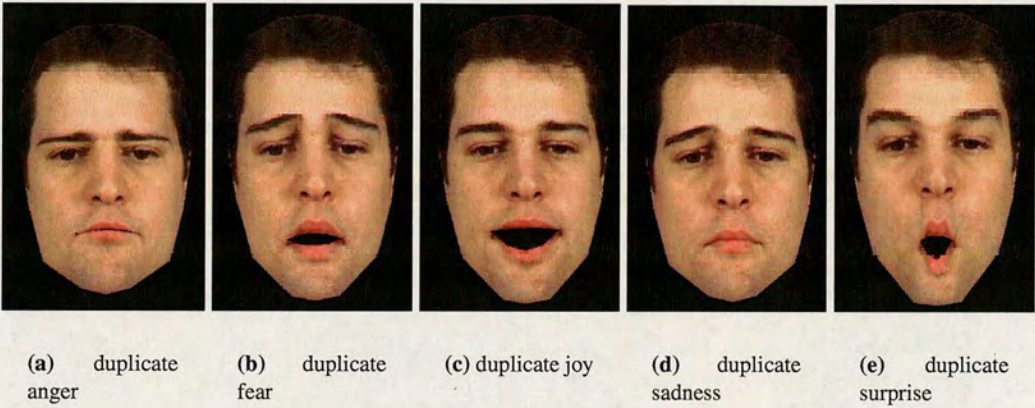 (a) duplicate anger
(b) duplicate fear
(c) duplicate joy
(d) duplicate sadness
(e) duplicate surprise